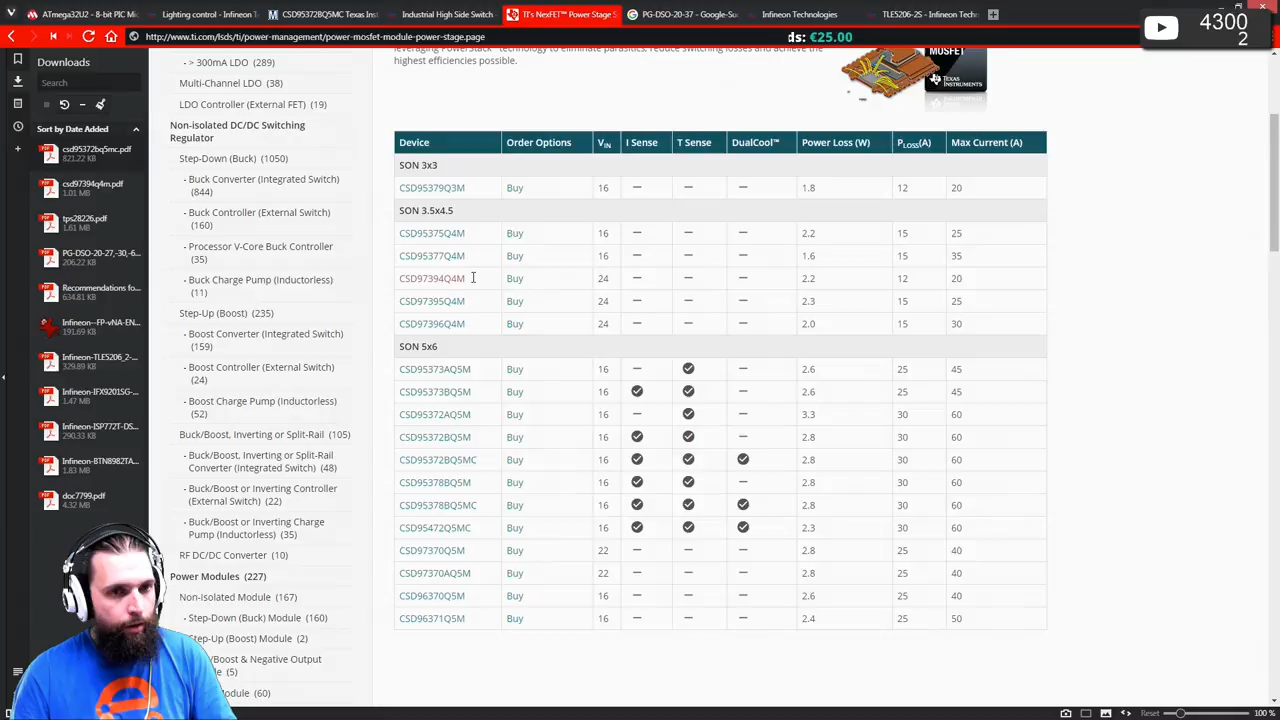 ATmega32U2 - 8-bit PIC Mic
Lighting control - Infineon T
CSD95372BQ5MC Texas Inst
Industrial High Side Switch
TI's NexFET™ Power Stage S
PG-DSO-20-37 - Google-Su
Infineon Technologies
TLE5206-2S - Infineon Tech
http://www.ti.com/lsds/ti/power-management/power-mosfet-module-power-stage.page
ds: €25.00
4300
2
Downloads
Search
Sort by Date Added
csd95372bq5mc.pdf
821.22 KB
csd97394q4m.pdf
1.01 MB
tps28226.pdf
1.61 MB
PG-DSO-20-27,-30,-6
206.22 KB
Recommendations fo
634.81 KB
Infineon--FP-vNA-EN...
191.69 KB
Infineon-TLE5206_2-...
329.89 KB
Infineon-IFX9201SG-...
1.47 MB
Infineon-ISP772T-DS...
290.33 KB
Infineon-BTN8982TA...
1.83 MB
doc7799.pdf
4.32 MB
- > 300mA LDO (289)
Multi-Channel LDO (38)
LDO Controller (External FET) (19)
Non-isolated DC/DC Switching
Regulator
Step-Down (Buck) (1050)
- Buck Converter (Integrated Switch)
(844)
- Buck Controller (External Switch)
(160)
- Processor V-Core Buck Controller
(35)
- Buck Charge Pump (Inductorless)
(11)
Step-Up (Boost) (235)
- Boost Converter (Integrated Switch)
(159)
- Boost Controller (External Switch)
(24)
- Boost Charge Pump (Inductorless)
(52)
Buck/Boost, Inverting or Split-Rail (105)
- Buck/Boost, Inverting or Split-Rail
Converter (Integrated Switch) (48)
- Buck/Boost or Inverting Controller
(External Switch) (22)
- Buck/Boost or Inverting Charge
Pump (Inductorless) (35)
RF DC/DC Converter (10)
Power Modules (227)
Non-Isolated Module (167)
- Step-Down (Buck) Module (160)
Step-Up (Boost) Module (2)
/Boost & Negative Output
(5)
odule (60)
leveraging PowerStack™ technology to eliminate parasitics, reduce switching losses and achieve the
highest efficiencies possible.
MOSFET
TEXAS
INSTRUMENTS
Device Order Options VIN I Sense T Sense DualCool™ Power Loss (W) PLOSS(A) Max Current (A)
SON 3x3
CSD95379Q3M Buy 16 — — — 1.8 12 20
SON 3.5x4.5
CSD95375Q4M Buy 16 — — — 2.2 15 25
CSD95377Q4M Buy 16 — — — 1.6 15 35
CSD97394Q4M Buy 24 — — — 2.2 12 20
CSD97395Q4M Buy 24 — — — 2.3 15 25
CSD97396Q4M Buy 24 — — — 2.0 15 30
SON 5x6
CSD95373AQ5M Buy 16 — ✓ — 2.6 25 45
CSD95373BQ5M Buy 16 ✓ ✓ — 2.6 25 45
CSD95372AQ5M Buy 16 — ✓ — 3.3 30 60
CSD95372BQ5M Buy 16 ✓ ✓ — 2.8 30 60
CSD95372BQ5MC Buy 16 ✓ ✓ ✓ 2.8 30 60
CSD95378BQ5M Buy 16 ✓ ✓ — 2.8 30 60
CSD95378BQ5MC Buy 16 ✓ ✓ ✓ 2.8 30 60
CSD95472Q5MC Buy 16 ✓ ✓ ✓ 2.3 30 60
CSD97370Q5M Buy 22 — — — 2.8 25 40
CSD97370AQ5M Buy 22 — — — 2.8 25 40
CSD96370Q5M Buy 16 — — — 2.6 25 40
CSD96371Q5M Buy 16 — — — 2.4 25 50
Reset
100 %